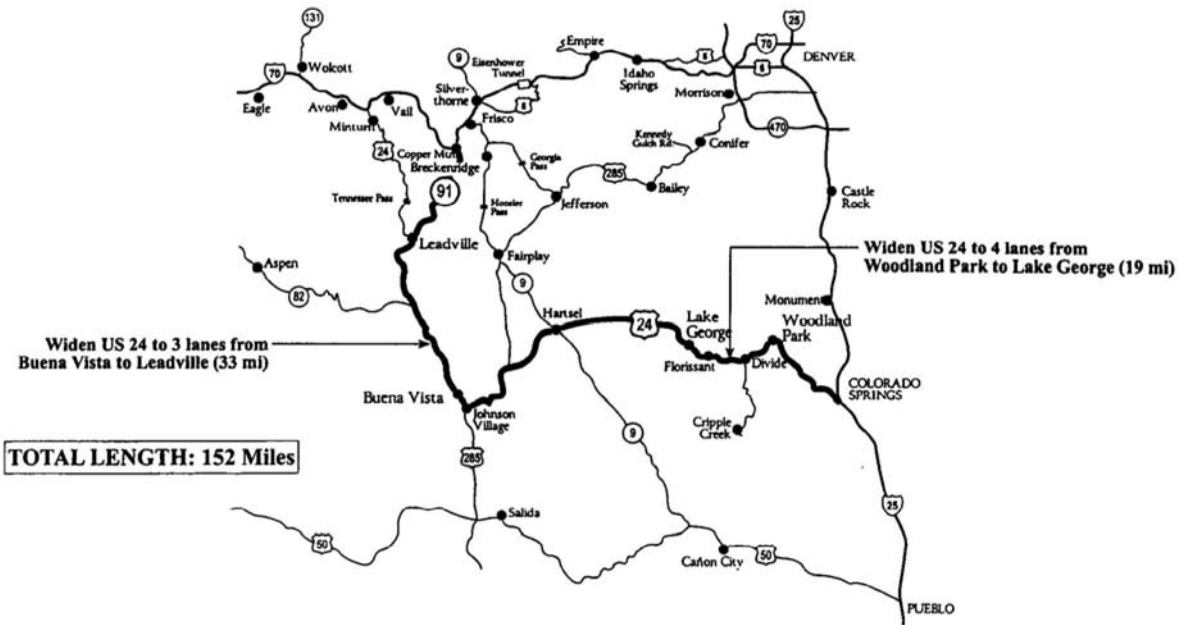 131
25
70
Wolcott
Empire
9
Eisenhower
Tunnel
70
6
6
DENVER
Idaho
Springs
Silver-
thorne
6
Morrison
Eagle
Avon
Vail
Minturn
Frisco
470
24
Copper Mtn
Breckenridge
Georgia
Pass
Kennedy
Gulch Rd.
Conifer
285
Bailey
91
Tennessee Pass
Hoosier
Pass
Jefferson
Castle
Rock
Leadville
Fairplay
Widen US 24 to 4 lanes from
Woodland Park to Lake George (19 mi)
Aspen
82
9
Monument
Hartsel
24
Lake
George
Woodland
Park
Widen US 24 to 3 lanes from
Buena Vista to Leadville (33 mi)
Florissant
Divide
COLORADO
SPRINGS
Buena Vista
Johnson
Village
Cripple
Creek
9
TOTAL LENGTH: 152 Miles
285
25
Salida
50
Cañon City
50
PUEBLO